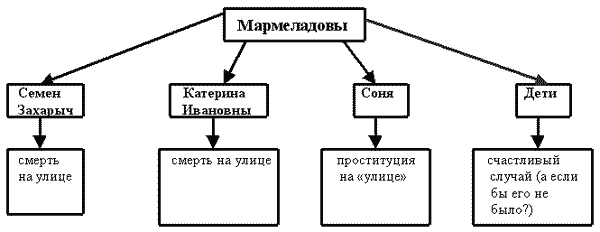 Мармеладовы
Семен
Захарыч
Катерина
Ивановны
Соня
Дети
смерть
на улице
смерть на улице
проституция
на «улице»
счастливый
случай (а если
бы его не
было?)